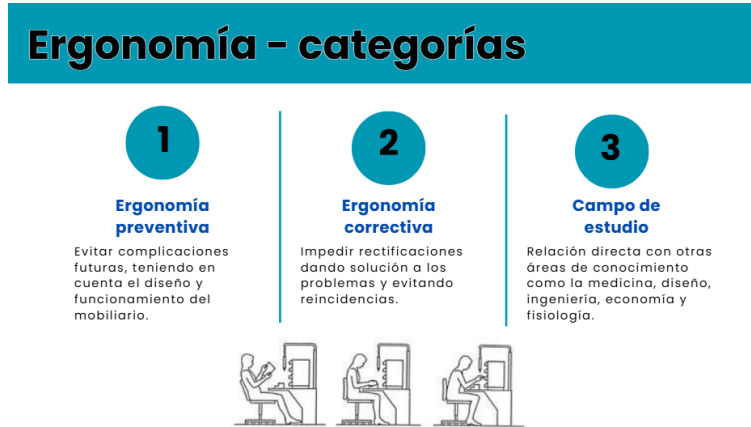 Ergonomía - categorías
1
Ergonomía
preventiva
Evitar complicaciones
futuras, teniendo en
cuenta el diseño y
funcionamiento del
mobiliario.
2
Ergonomía
correctiva
Impedir rectificaciones
dando solución a los
problemas y evitando
reincidencias.
3
Campo de
estudio
Relación directa con otras
áreas de conocimiento
como la medicina, diseño,
ingeniería, economía y
fisiología.